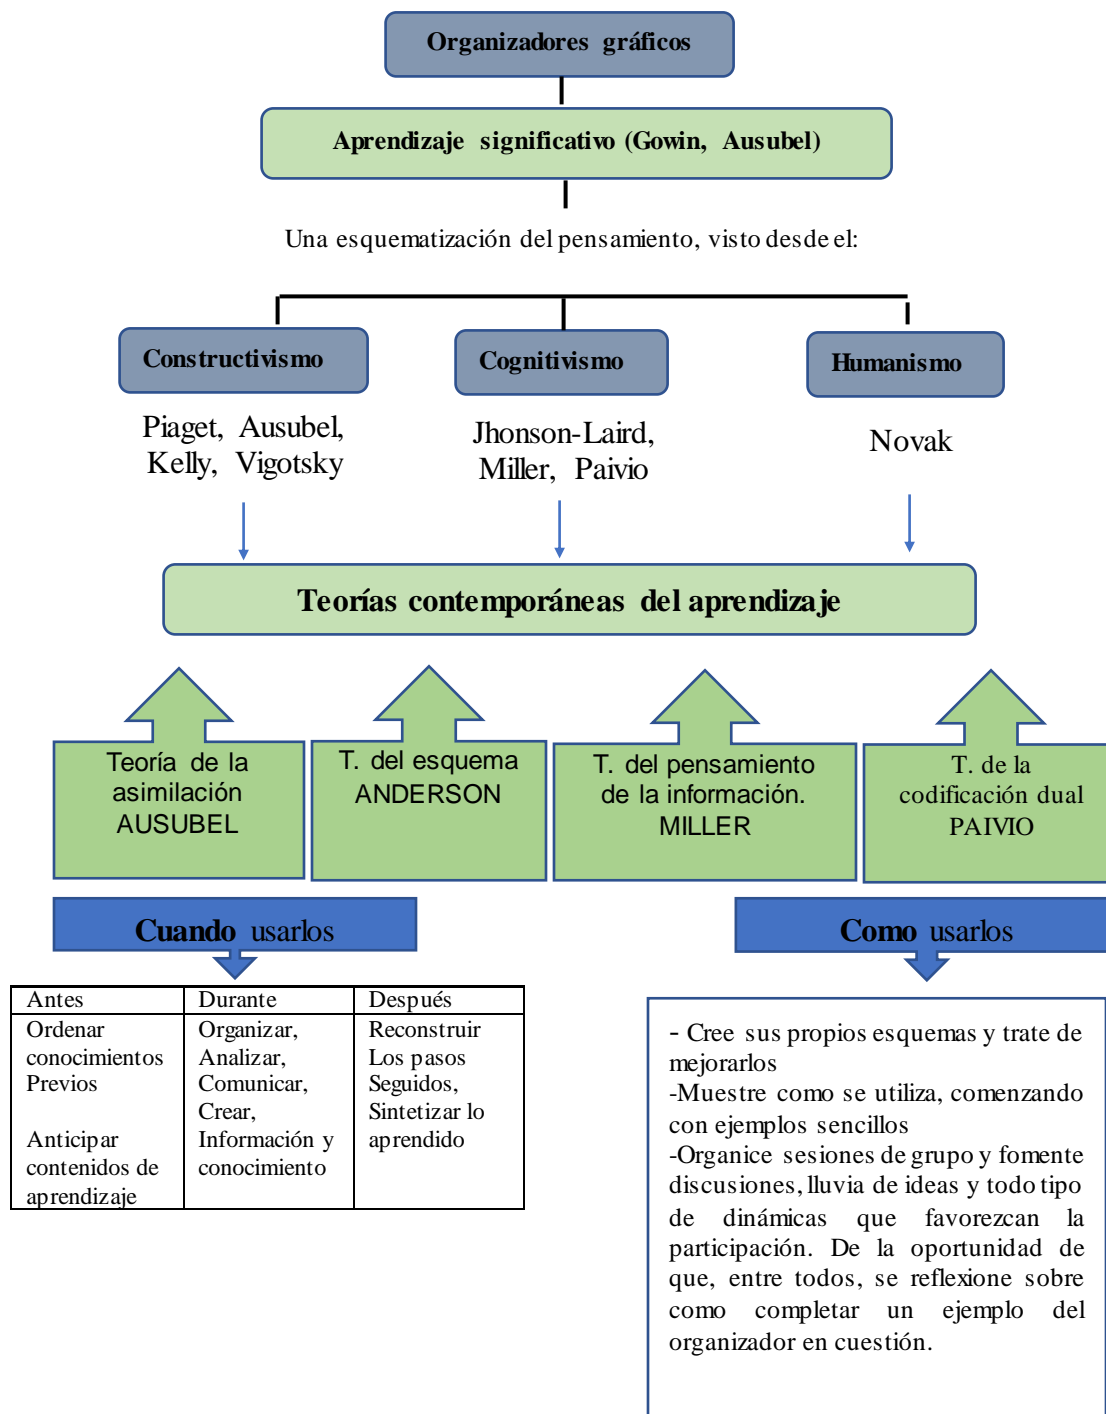 Organizadores gráficos
Aprendizaje significativo (Gowin, Ausubel)
Una esquematización del pensamiento, visto desde el:
Constructivismo
Cognitivismo
Humanismo
Piaget, Ausubel,
Kelly, Vigotsky
Jhonson-Laird,
Miller, Paivio
Novak
Teorías contemporáneas del aprendizaje
Teoría de la
asimilación
AUSUBEL
T. del esquema
ANDERSON
T. del pensamiento
de la información.
MILLER
T. de la
codificación dual
PAIVIO
Cuando usarlos
Como usarlos
Antes
Ordenar
conocimientos
Previos
Anticipar
contenidos de
aprendizaje
Durante
Organizar,
Analizar,
Comunicar,
Crear,
Información y
conocimiento
Después
Reconstruir
Los pasos
Seguidos,
Sintetizar lo
aprendido
- Cree sus propios esquemas y trate de
mejorarlos
-Muestre como se utiliza, comenzando
con ejemplos sencillos
-Organice sesiones de grupo y fomente
discusiones, lluvia de ideas y todo tipo
de dinámicas que favorezcan la
participación. De la oportunidad de
que, entre todos, se reflexione sobre
como completar un ejemplo del
organizador en cuestión.